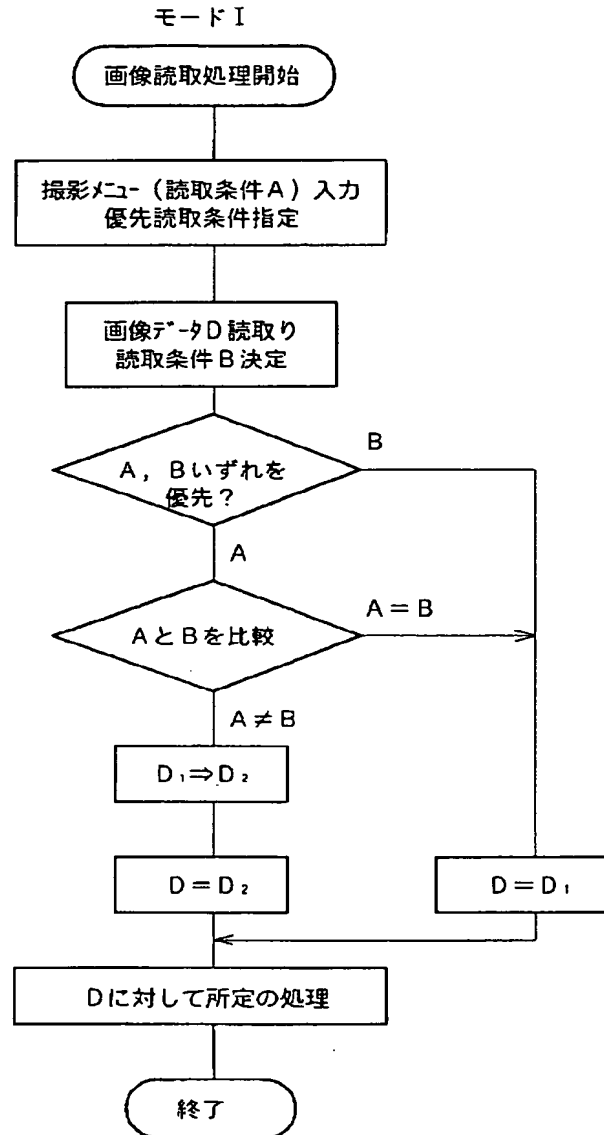 モードⅠ
画像読取処理開始
撮影メニュー（読取条件A）入力
優先読取条件指定
画像データD読取り
読取条件B決定
A，Bいずれを
優先？
B
A
AとBを比較
A＝B
A≠B
D₁⇒D₂
D＝D₂
D＝D₁
Dに対して所定の処理
終了